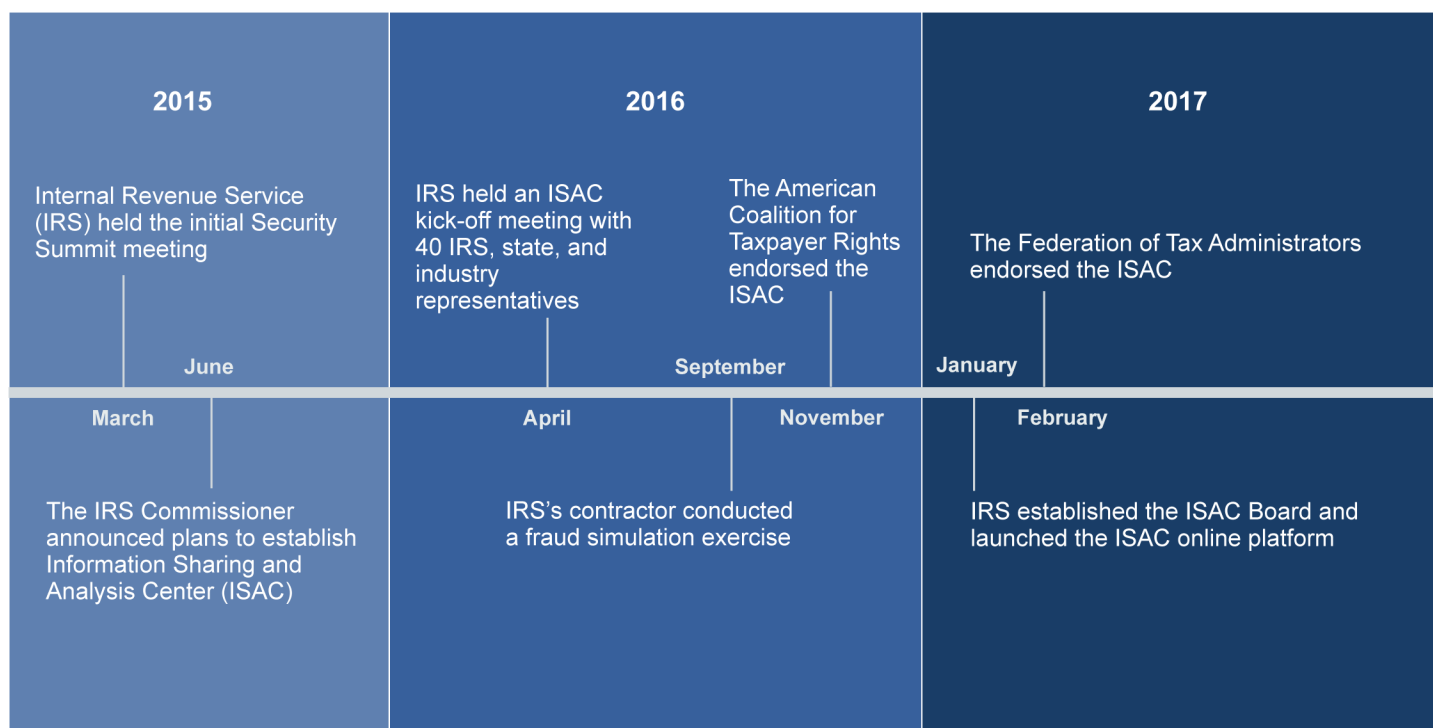 2015
Internal Revenue Service
(IRS) held the initial Security
Summit meeting
June
March
The IRS Commissioner
announced plans to establish
Information Sharing and
Analysis Center (ISAC)
2016
IRS held an ISAC
kick-off meeting with
40 IRS, state, and
industry
representatives
The American
Coalition for
Taxpayer Rights
endorsed the
ISAC
September
April
November
IRS’s contractor conducted
a fraud simulation exercise
2017
The Federation of Tax Administrators
endorsed the ISAC
January
February
IRS established the ISAC Board and
launched the ISAC online platform